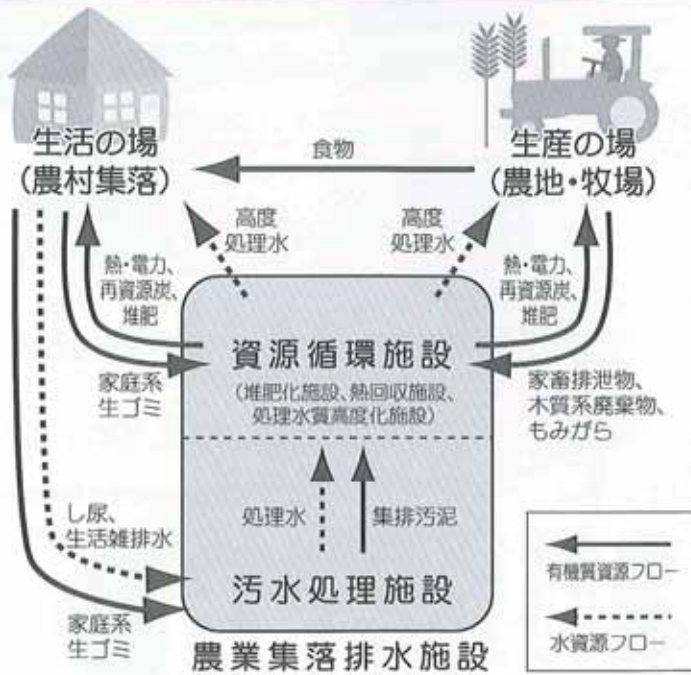 生活の場
（農村集落）
食物
生産の場
（農地・牧場）
高度
処理水
高度
処理水
熱・電力、
再資源炭、
堆肥
熱・電力、
再資源炭、
堆肥
資源循環施設
（堆肥化施設、熱回収施設、
処理水質高度化施設）
家庭系
生ゴミ
家畜排泄物、
木質系廃棄物、
もみがら
処理水
集排汚泥
し尿、
生活雑排水
汚水処理施設
家庭系
生ゴミ
農業集落排水施設
有機質資源フロー
水資源フロー